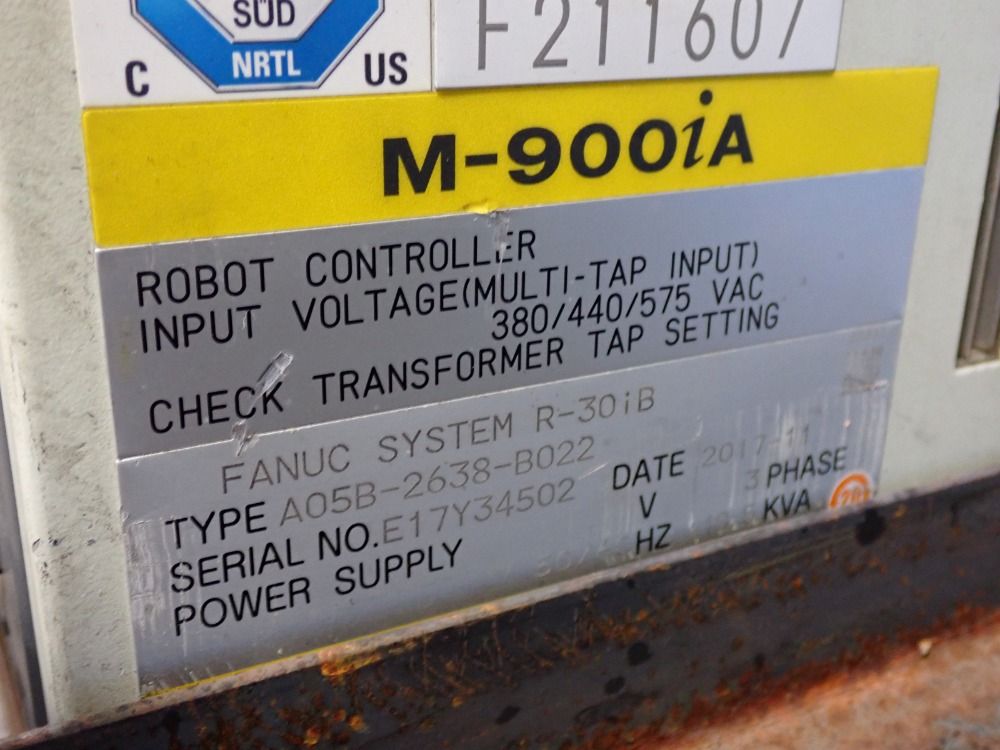 SÜD
NRTL
C US
F211607
M-900iA
ROBOT CONTROLLER
INPUT VOLTAGE(MULTI-TAP INPUT)
380/440/575 VAC
CHECK TRANSFORMER TAP SETTING
FANUC SYSTEM R-30iB
TYPE A05B-2638-B022 DATE 2017-11
SERIAL NO.E17Y34502 V 3 PHASE
POWER SUPPLY HZ KVA